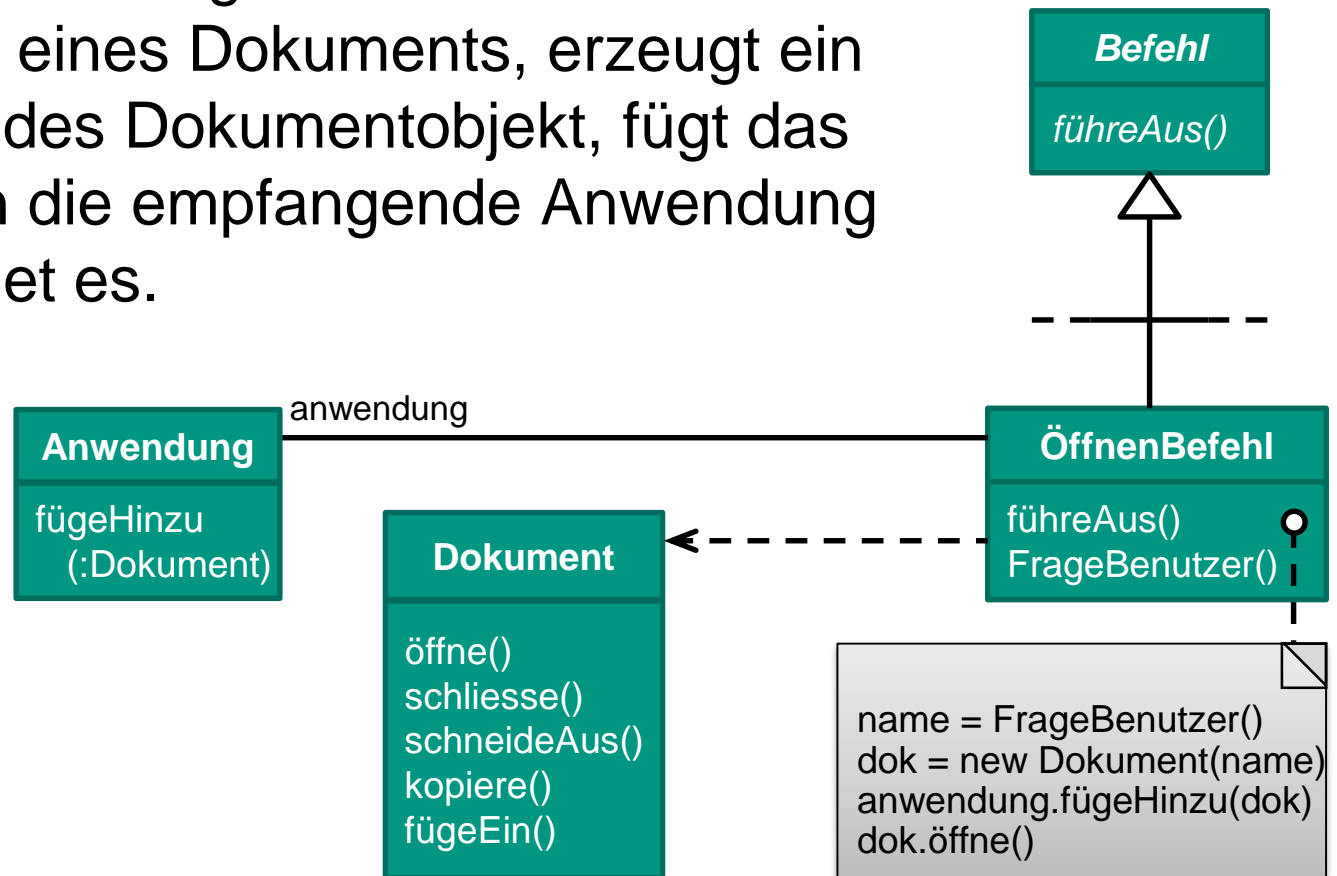 eines Dokuments, erzeugt ein
des Dokumentobjekt, fügt das
die empfangende Anwendung
et es.
Befehl
führeAus()
anwendung
Anwendung
fügeHinzu
(:Dokument)
Dokument
öffne()
schliesse()
schneideAus()
kopiere()
fügeEin()
ÖffnenBefehl
führeAus()
FrageBenutzer()
name = FrageBenutzer()
dok = new Dokument(name)
anwendung.fügeHinzu(dok)
dok.öffne()